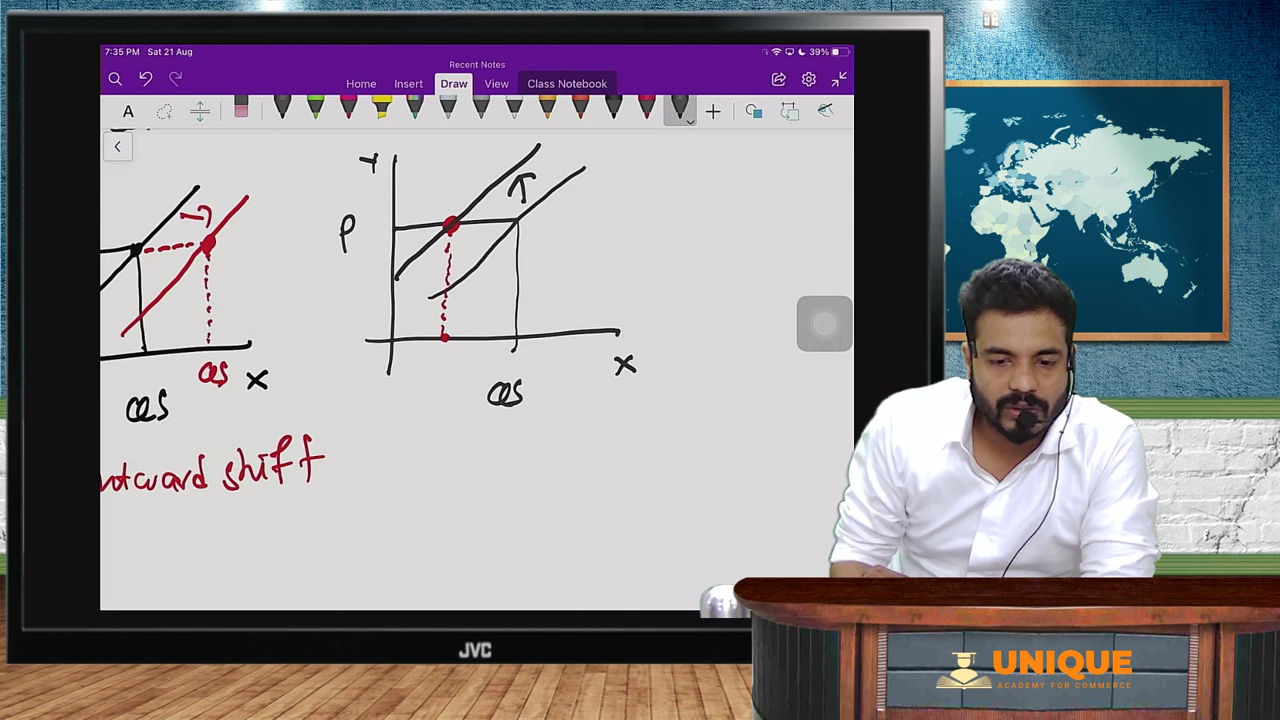 7:35 PM Sat 21 Aug
39%
Recent Notes
Home Insert Draw View Class Notebook
A
Y
P
X
QS
QS X
QS
shift
JVC
UNIQUE
ACADEMY FOR COMMERCE